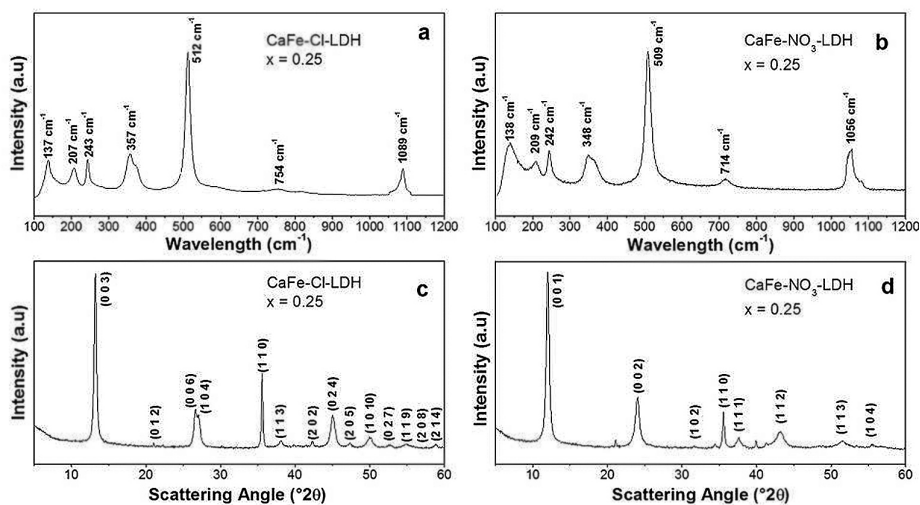 CaFe-Cl-LDH
x = 0.25
a
137 cm⁻¹
207 cm⁻¹
243 cm⁻¹
357 cm⁻¹
512 cm⁻¹
754 cm⁻¹
1089 cm⁻¹
Intensity (a.u)
100 200 300 400 500 600 700 800 900 1000 1100 1200
Wavelength (cm⁻¹)
CaFe-NO₃-LDH
x = 0.25
b
138 cm⁻¹
209 cm⁻¹
242 cm⁻¹
348 cm⁻¹
509 cm⁻¹
714 cm⁻¹
1056 cm⁻¹
Intensity (a.u)
100 200 300 400 500 600 700 800 900 1000 1100 1200
Wavelength (cm⁻¹)
CaFe-Cl-LDH
x = 0.25
c
(0 0 3)
(0 1 2)
(0 0 6)
(1 0 4)
(1 1 0)
(1 1 3)
(2 0 2)
(0 2 4)
(2 0 5)
(1 0 10)
(0 2 7)
(1 1 9)
(2 0 8)
(2 1 4)
Intensity (a.u)
10 20 30 40 50 60
Scattering Angle (°2θ)
CaFe-NO₃-LDH
x = 0.25
d
(0 0 1)
(0 0 2)
(1 0 2)
(1 1 0)
(1 1 1)
(1 1 2)
(1 1 3)
(1 0 4)
Intensity (a.u)
10 20 30 40 50 60
Scattering Angle (°2θ)